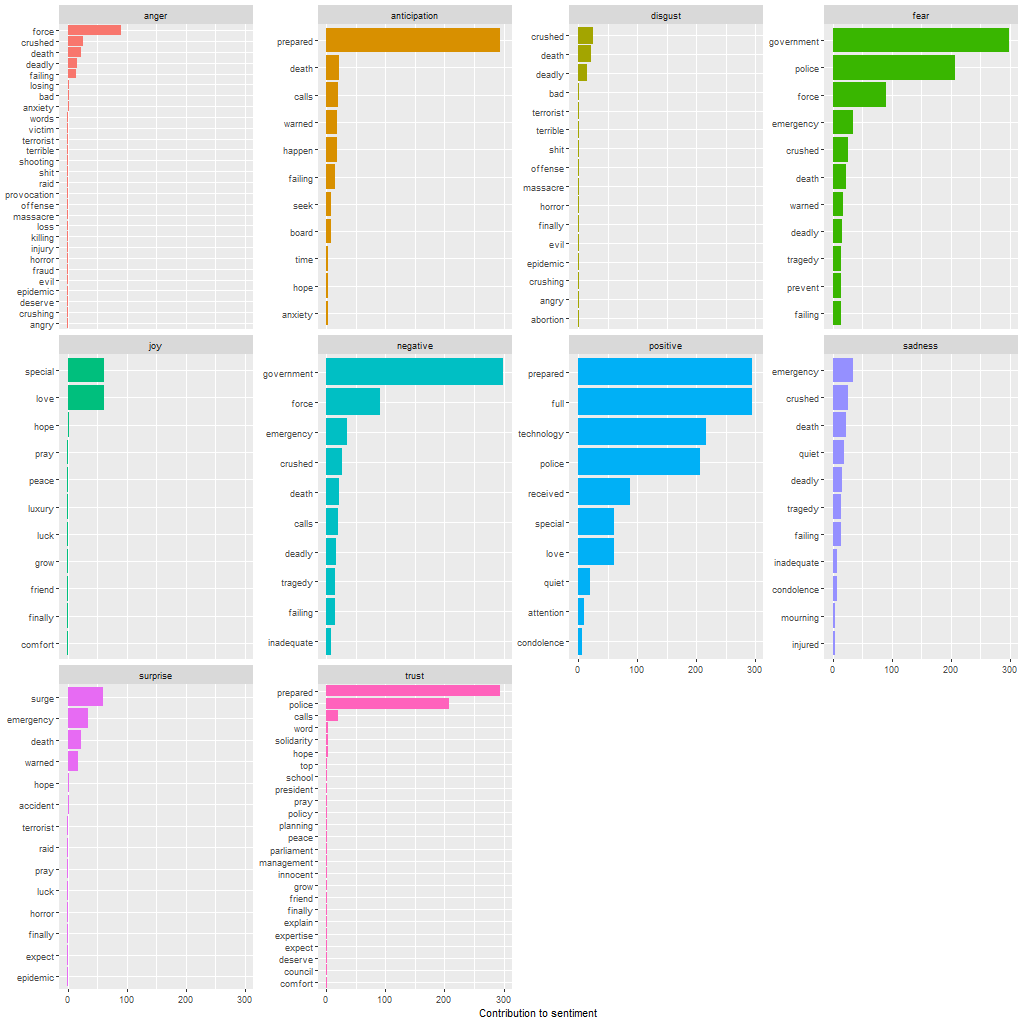 anger
force
crushed
death
deadly
failing
losing
bad
anxiety
words
victim
terrorist
terrible
shooting
shit
raid
provocation
offense
massacre
loss
killing
injury
horror
fraud
evil
epidemic
deserve
crushing
angry
anticipation
prepared
death
calls
warned
happen
failing
seek
board
time
hope
anxiety
disgust
crushed
death
deadly
bad
terrorist
terrible
shit
offense
massacre
horror
finally
evil
epidemic
crushing
angry
abortion
fear
government
police
force
emergency
crushed
death
warned
deadly
tragedy
prevent
failing
joy
special
love
hope
pray
peace
luxury
luck
grow
friend
finally
comfort
negative
government
force
emergency
crushed
death
calls
deadly
tragedy
failing
inadequate
positive
prepared
full
technology
police
received
special
love
quiet
attention
condolence
0 100 200 300
sadness
emergency
crushed
death
quiet
deadly
tragedy
failing
inadequate
condolence
mourning
injured
0 100 200 300
surprise
surge
emergency
death
warned
hope
accident
terrorist
raid
pray
luck
horror
finally
expect
epidemic
0 100 200 300
trust
prepared
police
calls
word
solidarity
hope
top
school
president
pray
policy
planning
peace
parliament
management
innocent
grow
friend
finally
explain
expertise
expect
deserve
council
comfort
0 100 200 300
Contribution to sentiment